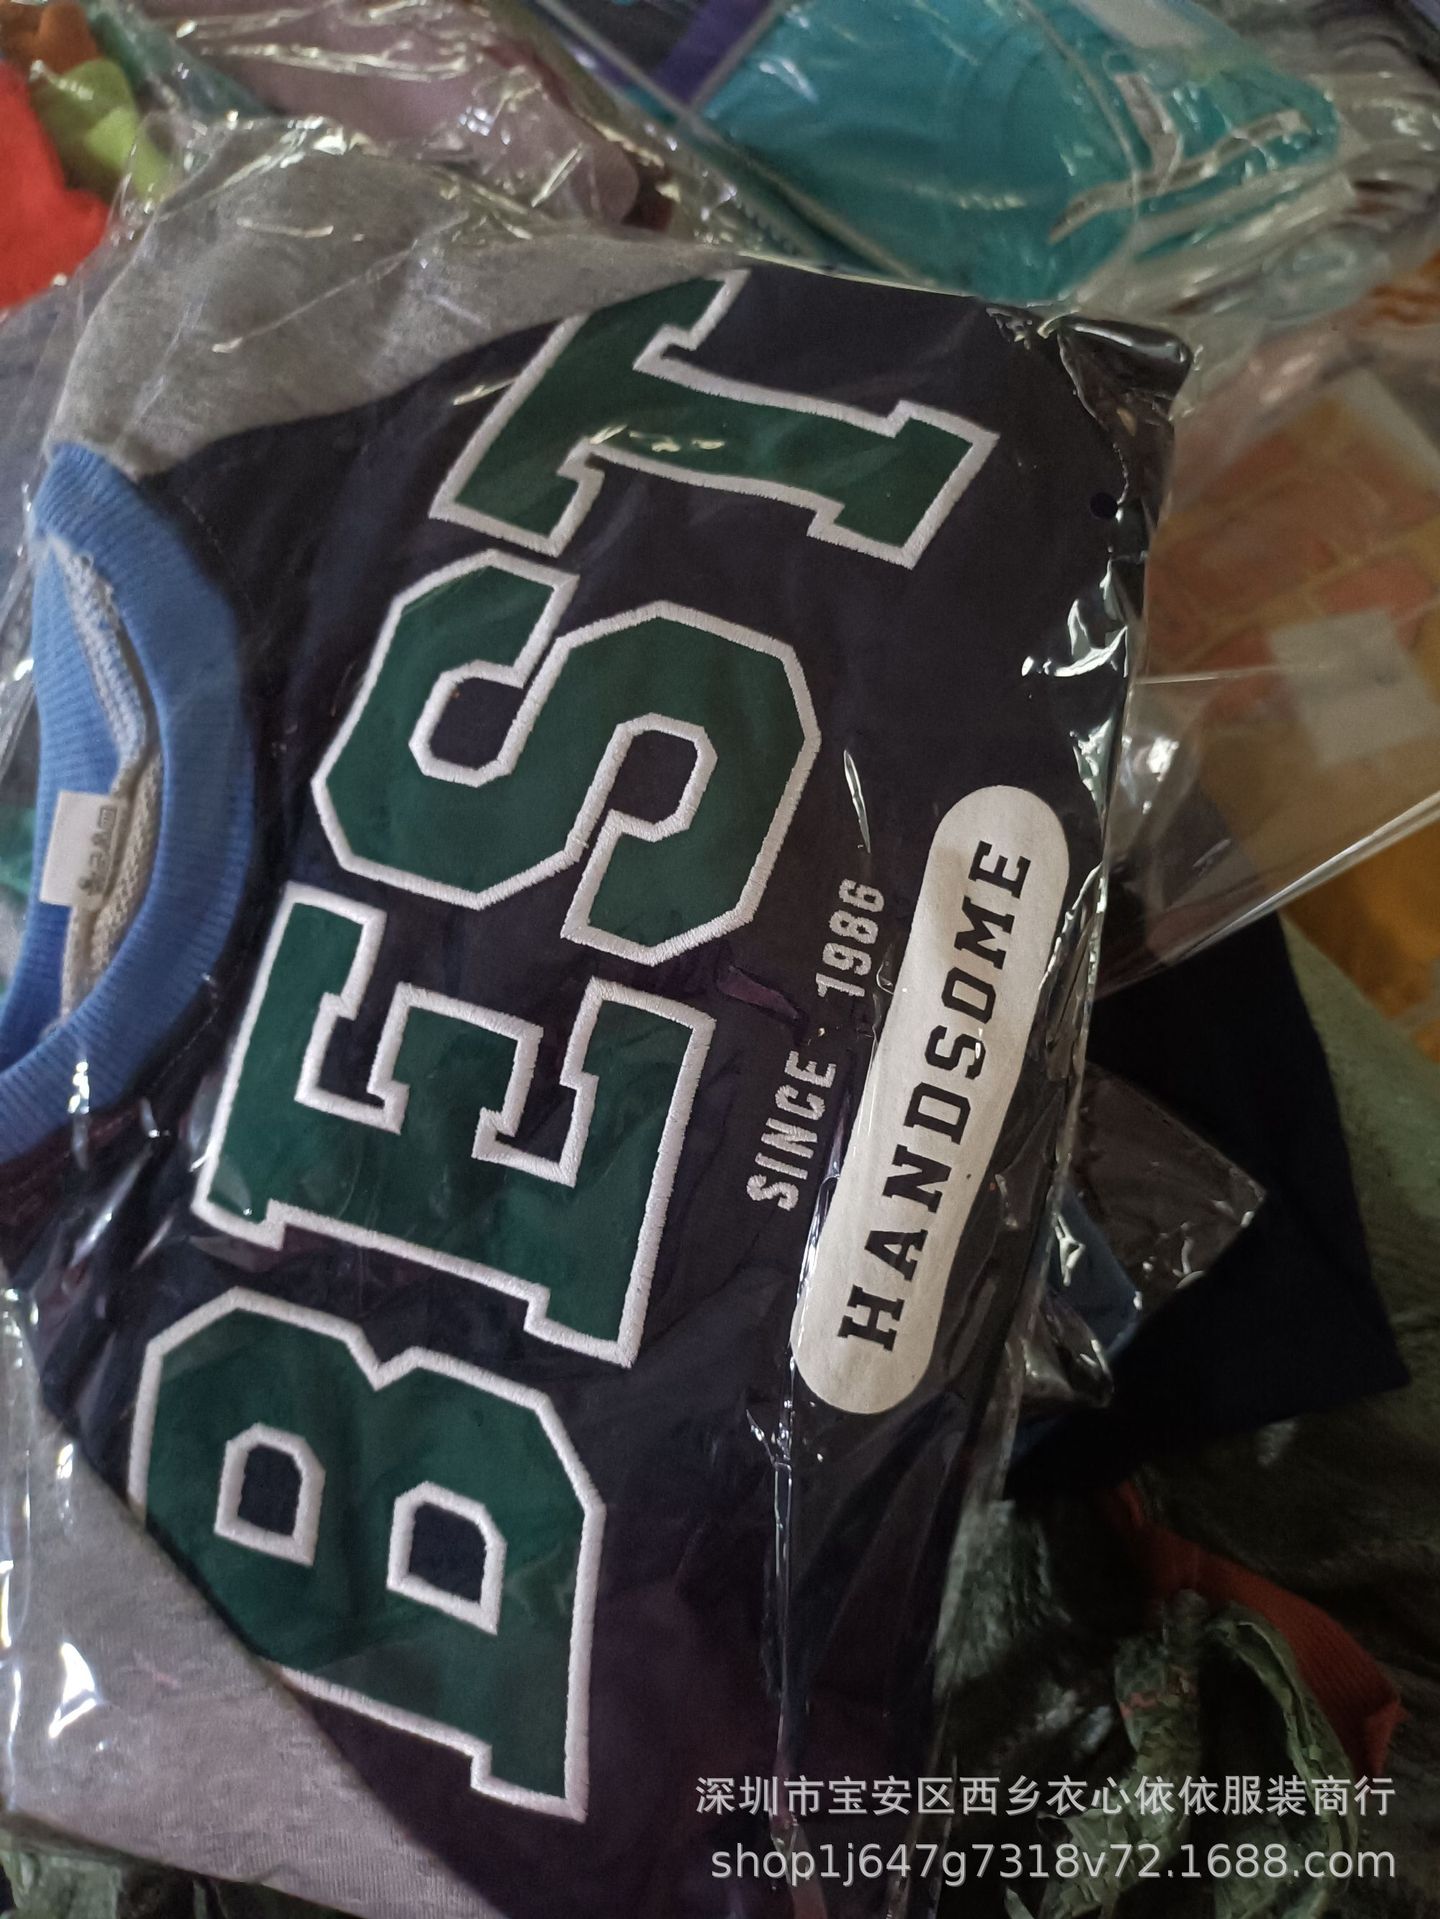 BEST
SINCE 1986
HANDSOME
深圳市宝安区西乡衣心依依服装商行
shop1j647g7318v72.1688.com